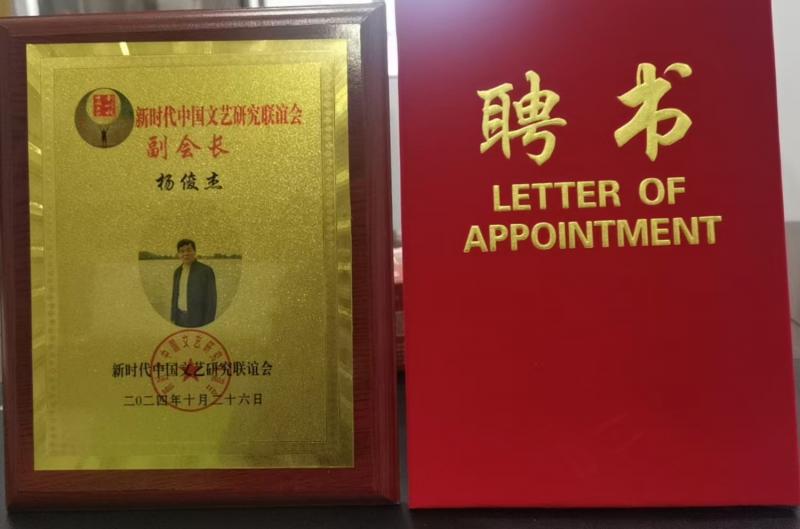 新时代中国文艺研究联谊会
副会长
杨俊杰
新时代中国文艺研究联谊会
二0二四年十月二十六日
聘书
LETTER OF
APPOINTMENT